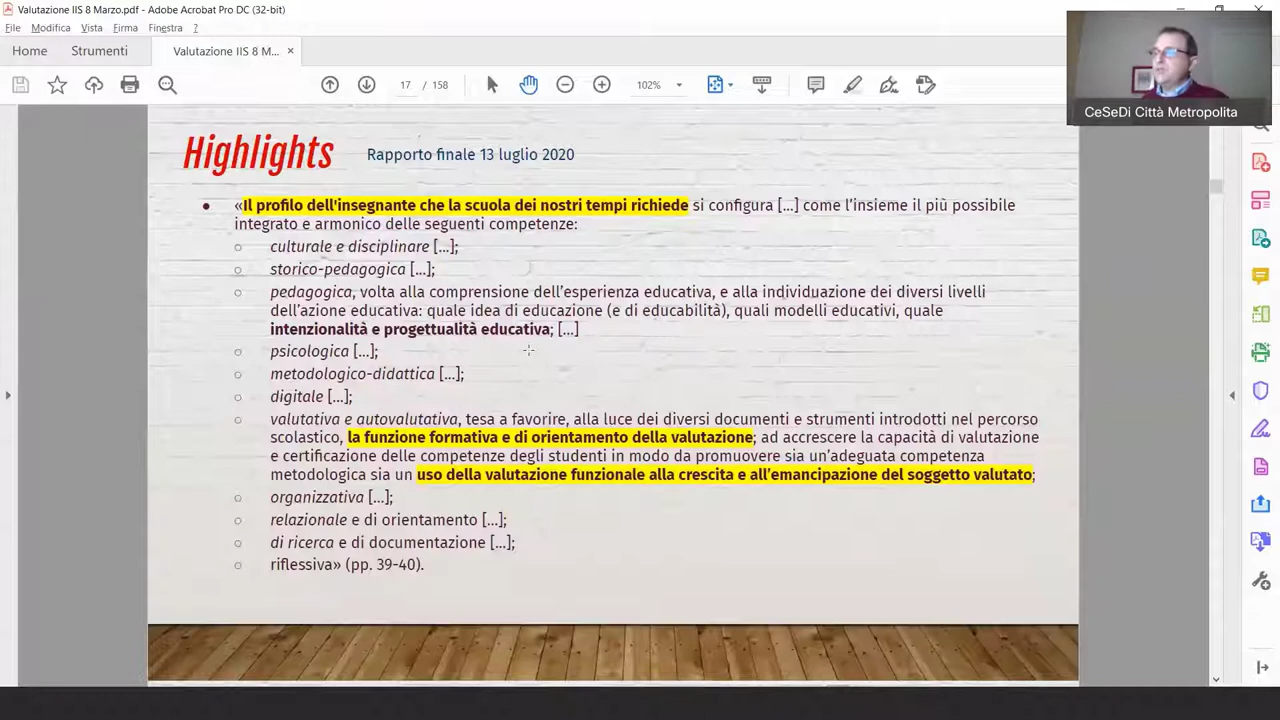 Valutazione IIS 8 Marzo.pdf - Adobe Acrobat Pro DC (32-bit)
File Modifica Vista Firma Finestra ?
Home Strumenti Valutazione IIS 8 M... ×
17 / 158 102%
CeSeDi Città Metropolita
Highlights Rapporto finale 13 luglio 2020
• «Il profilo dell'insegnante che la scuola dei nostri tempi richiede si configura [...] come l'insieme il più possibile
integrato e armonico delle seguenti competenze:
○ culturale e disciplinare [...];
○ storico-pedagogica [...];
○ pedagogica, volta alla comprensione dell'esperienza educativa, e alla individuazione dei diversi livelli
dell'azione educativa: quale idea di educazione (e di educabilità), quali modelli educativi, quale
intenzionalità e progettualità educativa; [...]
○ psicologica [...];
○ metodologico-didattica [...];
○ digitale [...];
○ valutativa e autovalutativa, tesa a favorire, alla luce dei diversi documenti e strumenti introdotti nel percorso
scolastico, la funzione formativa e di orientamento della valutazione; ad accrescere la capacità di valutazione
e certificazione delle competenze degli studenti in modo da promuovere sia un'adeguata competenza
metodologica sia un uso della valutazione funzionale alla crescita e all'emancipazione del soggetto valutato;
○ organizzativa [...];
○ relazionale e di orientamento [...];
○ di ricerca e di documentazione [...];
○ riflessiva» (pp. 39-40).